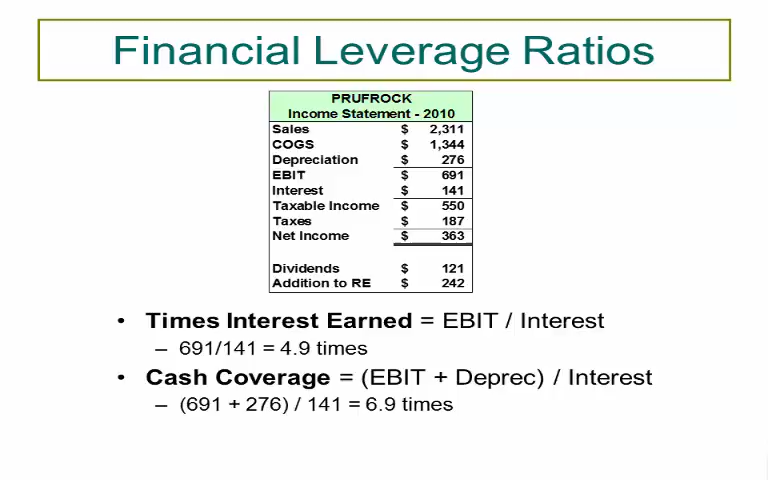 Financial Leverage Ratios
PRUFROCK
Income Statement - 2010
Sales $ 2,311
COGS $ 1,344
Depreciation $ 276
EBIT $ 691
Interest $ 141
Taxable Income $ 550
Taxes $ 187
Net Income $ 363
Dividends $ 121
Addition to RE $ 242
• Times Interest Earned = EBIT / Interest
– 691/141 = 4.9 times
• Cash Coverage = (EBIT + Deprec) / Interest
– (691 + 276) / 141 = 6.9 times